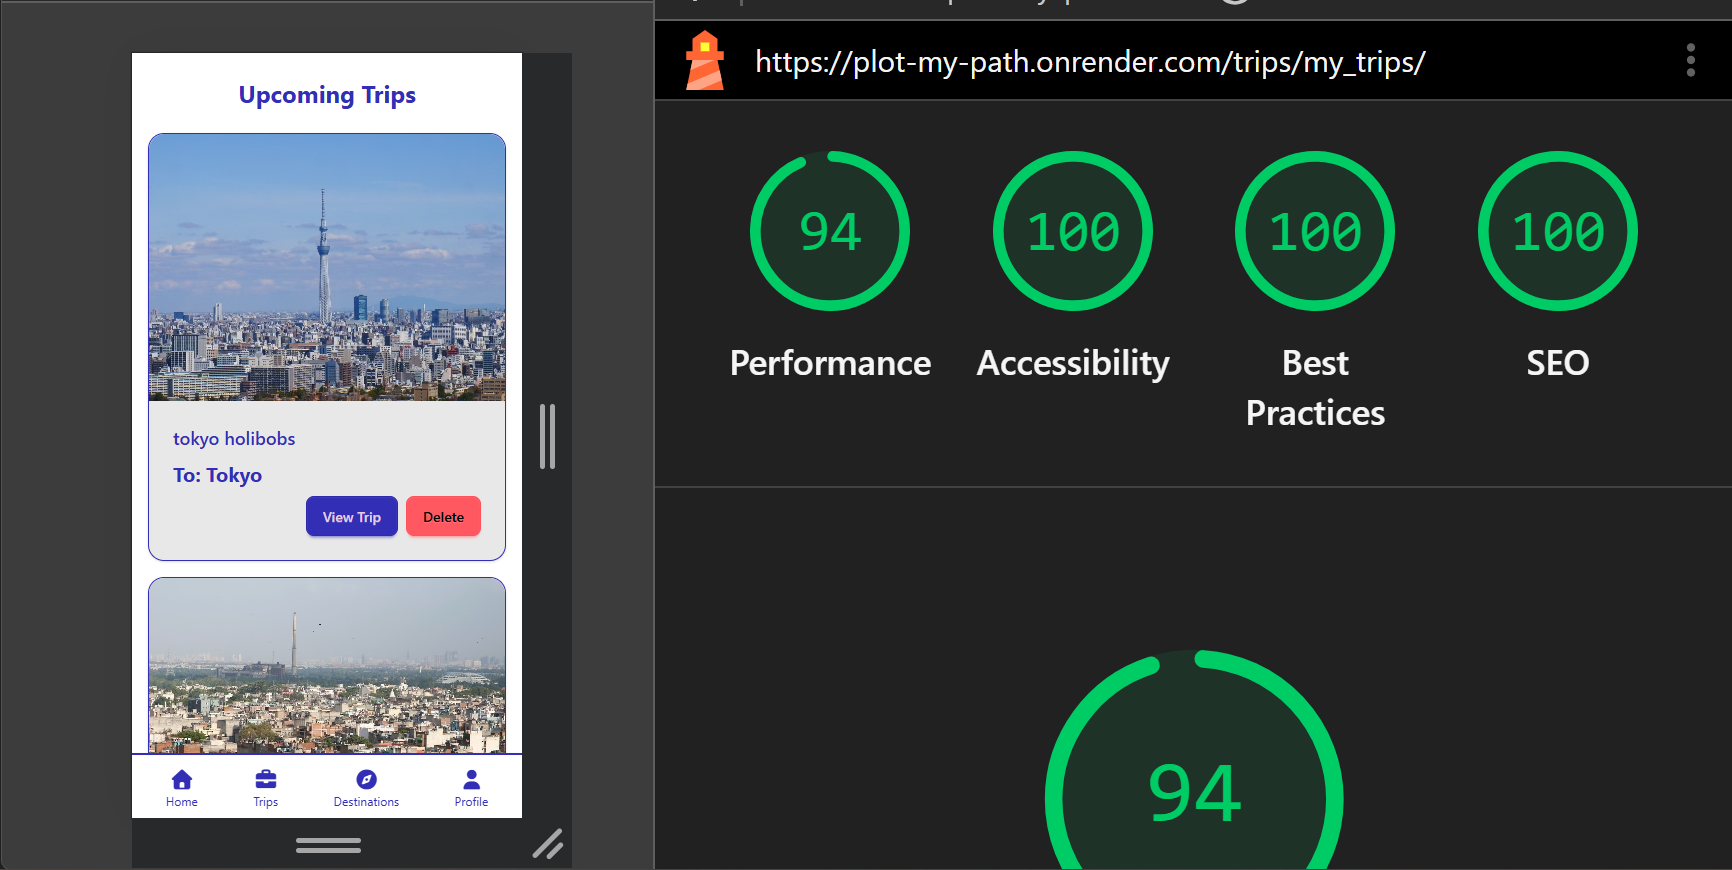 Upcoming Trips
tokyo holibobs
To: Tokyo
View Trip
Delete
Home
Trips
Destinations
Profile
https://plot-my-path.onrender.com/trips/my_trips/
94
100
100
100
Performance
Accessibility
Best
Practices
SEO
94